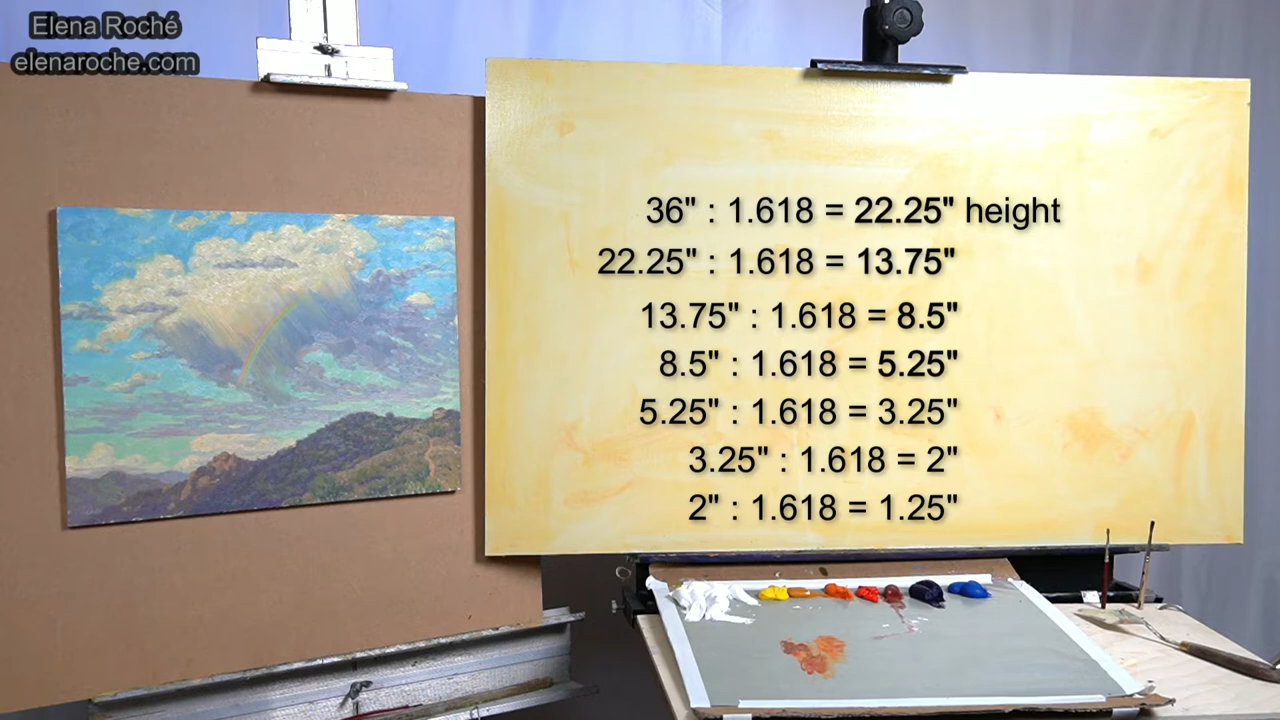 Elena Roché
elenaroche.com
36" : 1.618 = 22.25" height
22.25" : 1.618 = 13.75"
13.75" : 1.618 = 8.5"
8.5" : 1.618 = 5.25"
5.25" : 1.618 = 3.25"
3.25" : 1.618 = 2"
2" : 1.618 = 1.25"